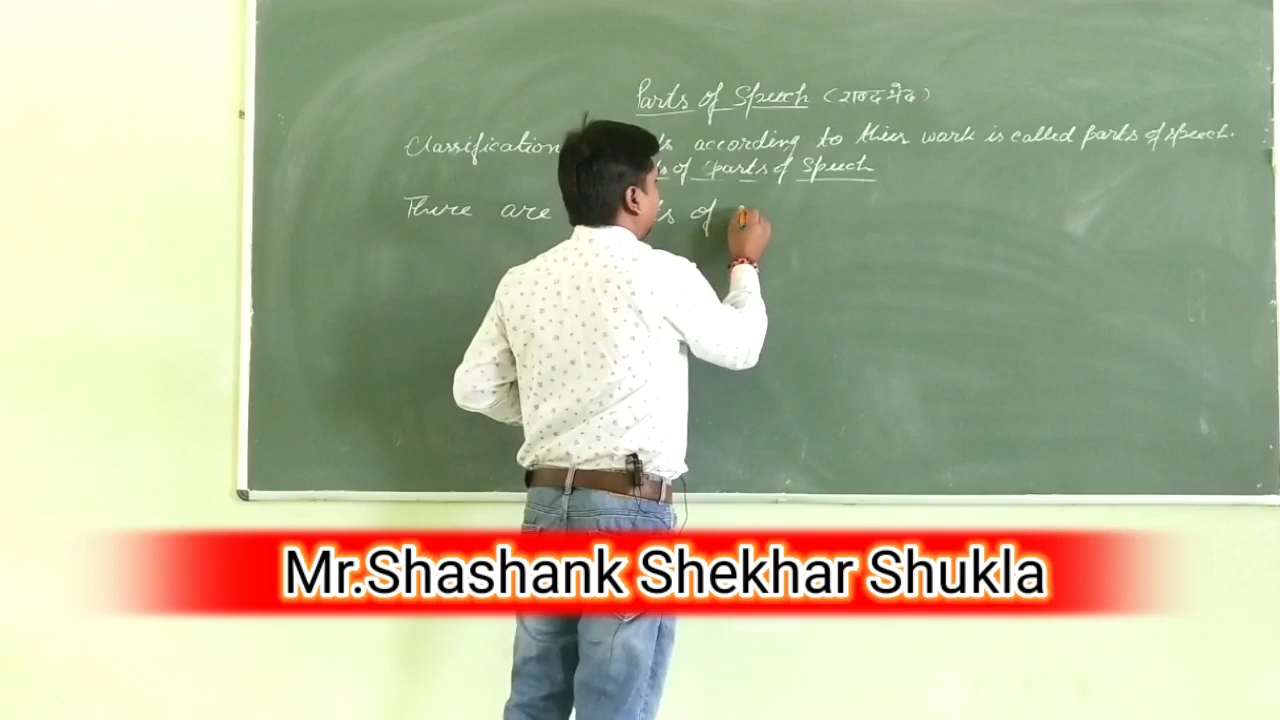 Parts of Speech (शब्द भेद)
Classification according to their work is called parts of speech.
of parts of Speech
There are of
Mr.Shashank Shekhar Shukla